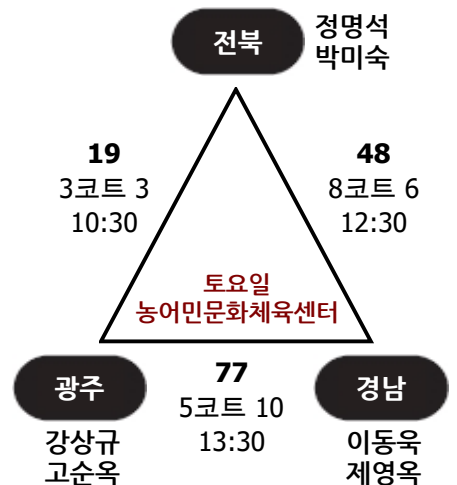 전북
정명석
박미숙
19
3코트 3
10:30
48
8코트 6
12:30
토요일
농어민문화체육센터
광주
강상규
고순옥
77
5코트 10
13:30
경남
이동욱
제영옥